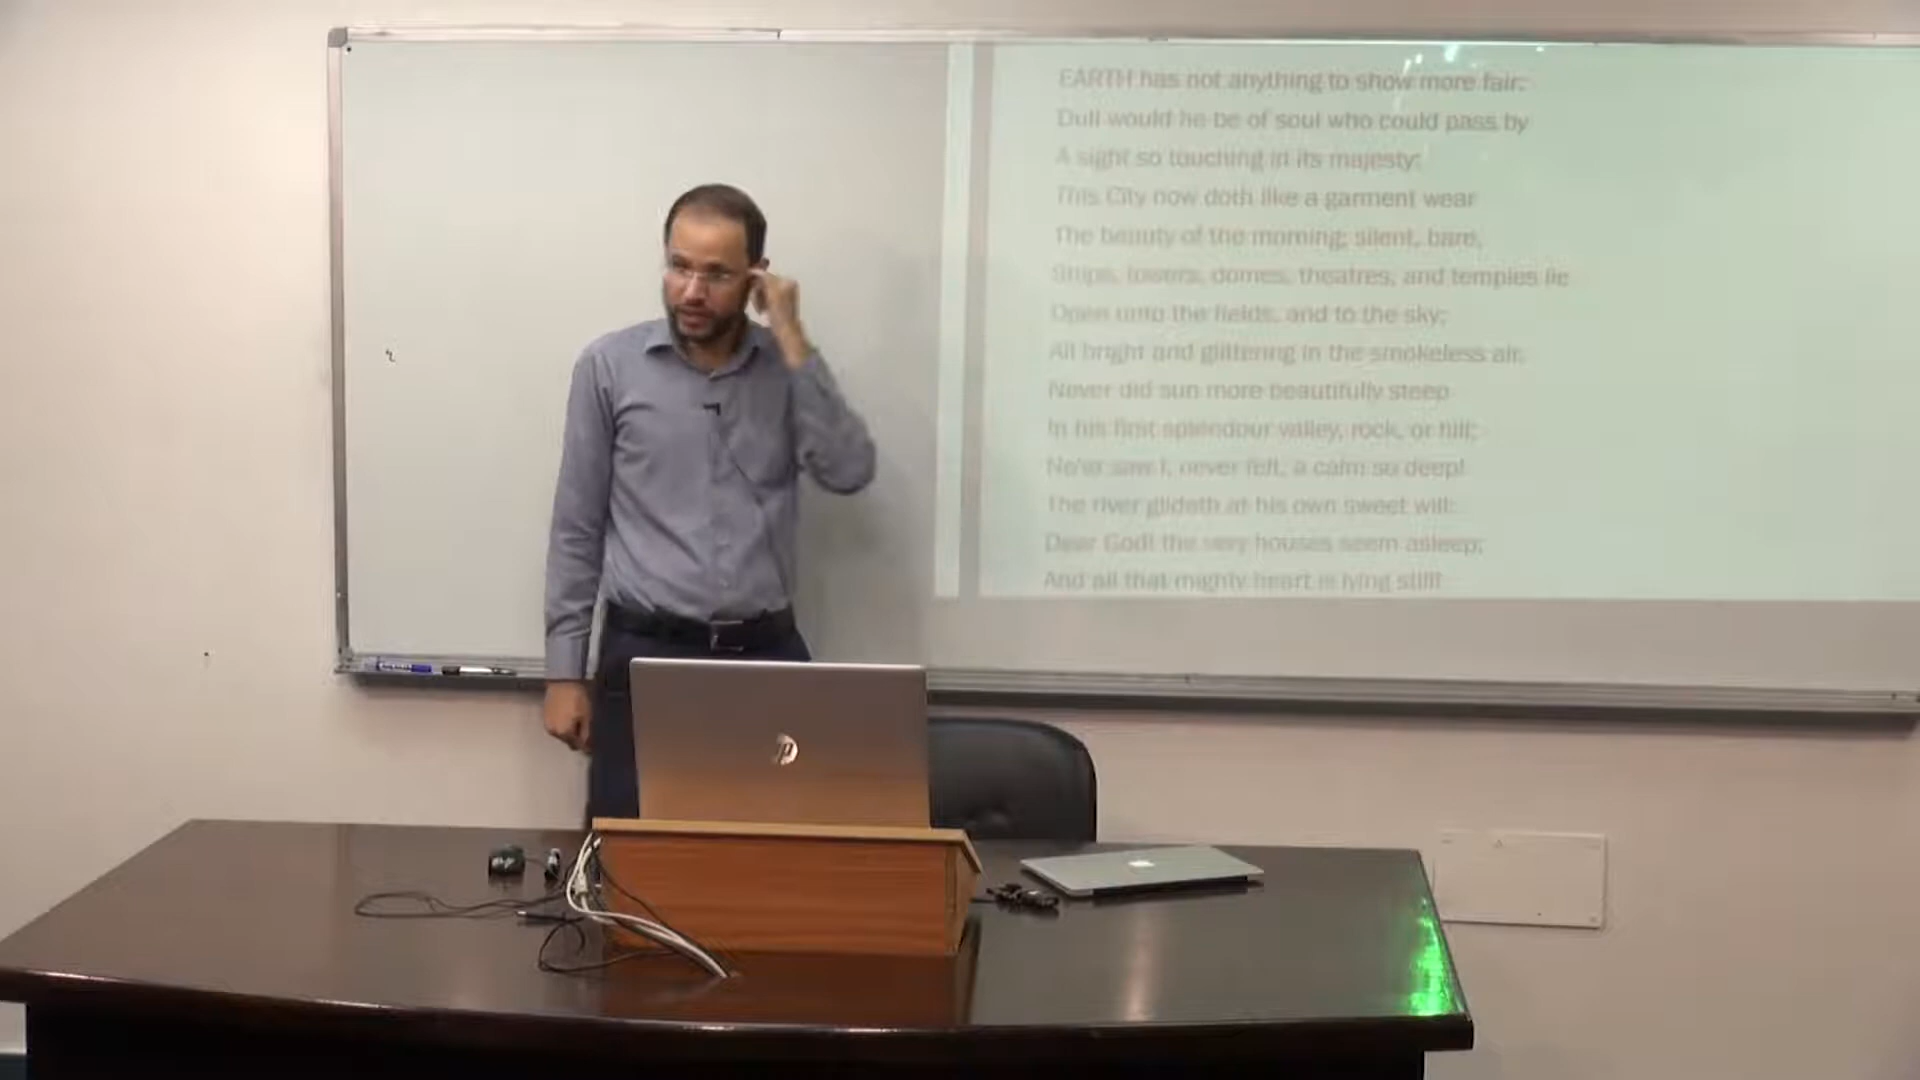 EARTH has not anything to show more fair:
Dull would he be of soul who could pass by
A sight so touching in its majesty:
This City now doth like a garment wear
The beauty of the morning; silent, bare,
Ships, towers, domes, theatres, and temples lie
Open unto the fields, and to the sky;
All bright and glittering in the smokeless air.
Never did sun more beautifully steep
In his first splendour valley, rock, or hill;
Ne'er saw I, never felt, a calm so deep!
The river glideth at his own sweet will:
Dear God! the very houses seem asleep;
And all that mighty heart is lying still!
hp